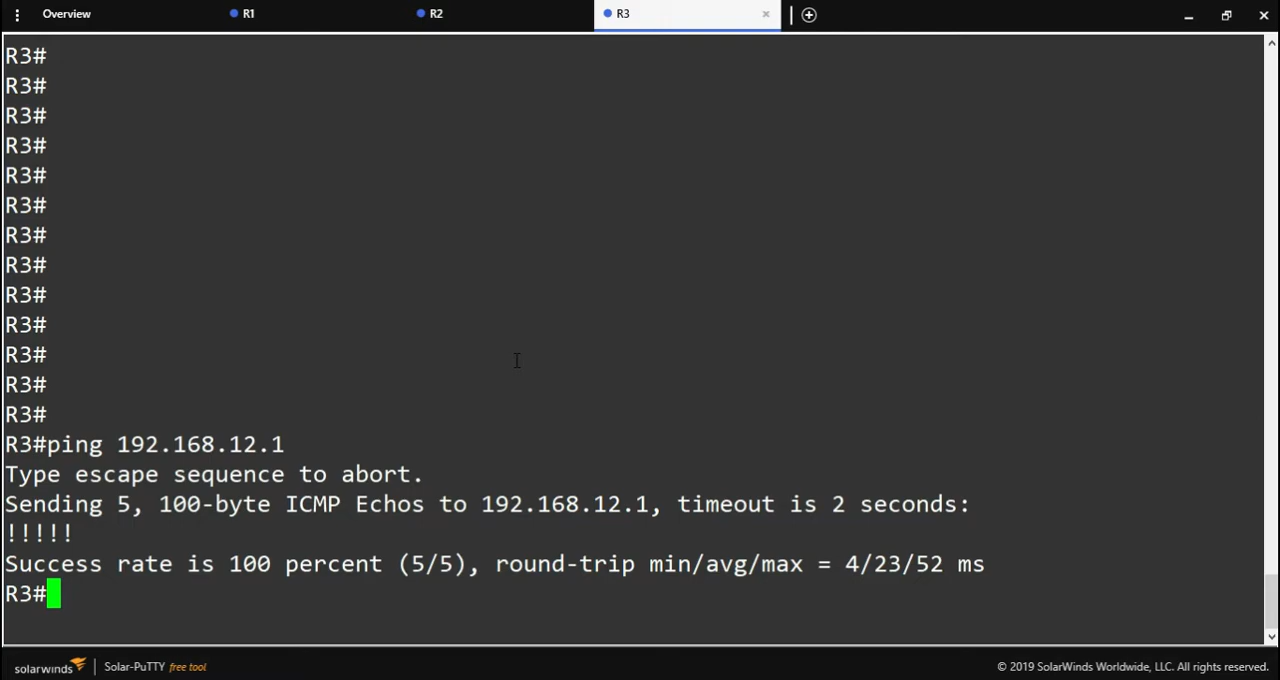 Overview R1 R2 R3
R3#
R3#
R3#
R3#
R3#
R3#
R3#
R3#
R3#
R3#
R3#
R3#
R3#
R3#ping 192.168.12.1
Type escape sequence to abort.
Sending 5, 100-byte ICMP Echos to 192.168.12.1, timeout is 2 seconds:
!!!!!
Success rate is 100 percent (5/5), round-trip min/avg/max = 4/23/52 ms
R3#
solarwinds Solar-PuTTY free tool © 2019 SolarWinds Worldwide, LLC. All rights reserved.